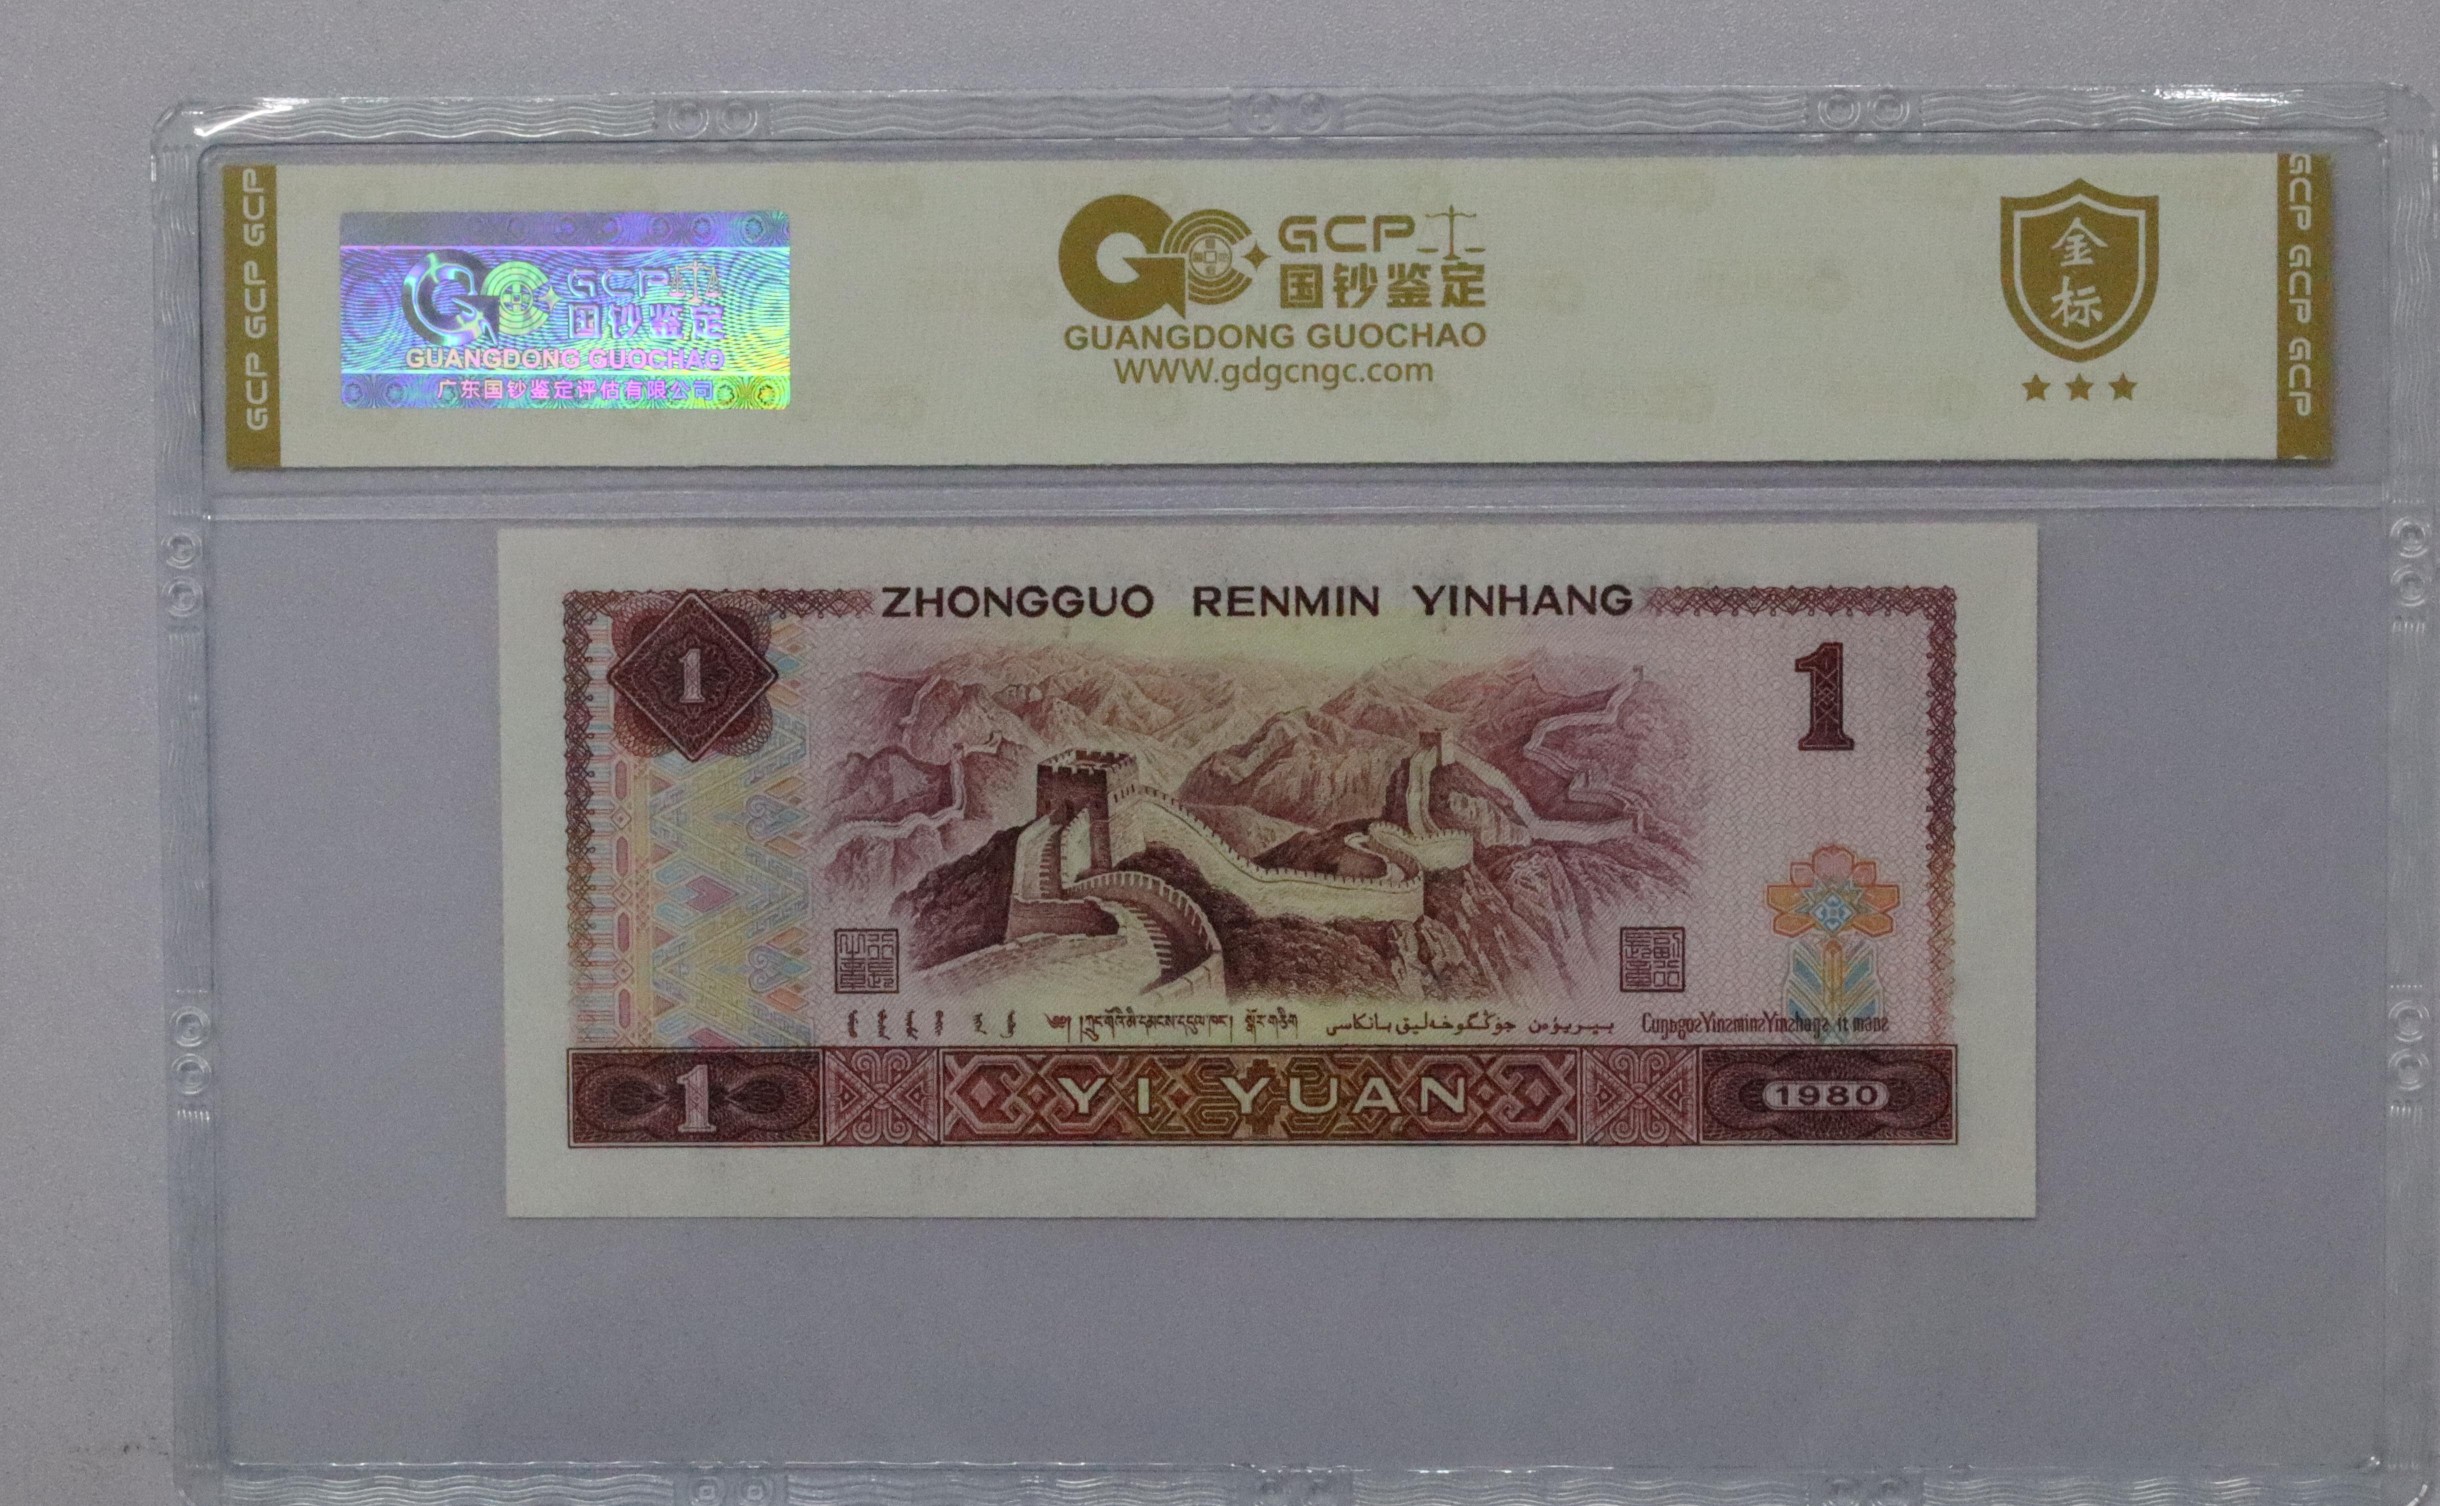 GCP GCP GCP
GCP
国钞鉴定
GUANGDONG GUOCHAO
广东国钞鉴定评估有限公司
GCP
国钞鉴定
GUANGDONG GUOCHAO
WWW.gdgcngc.com
金
标
GCP GCP GCP
ZHONGGUO RENMIN YINHANG
1
1
1
YI YUAN
1980